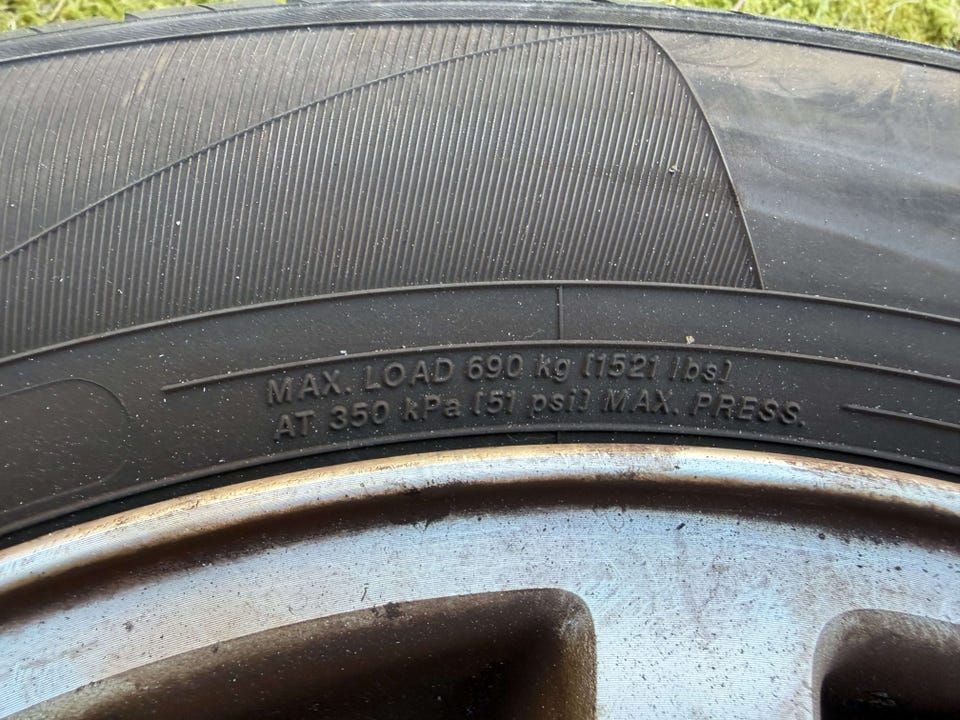 MAX. LOAD 690 kg [1521 lbs]
AT 350 kPa [51 psi] MAX. PRESS.